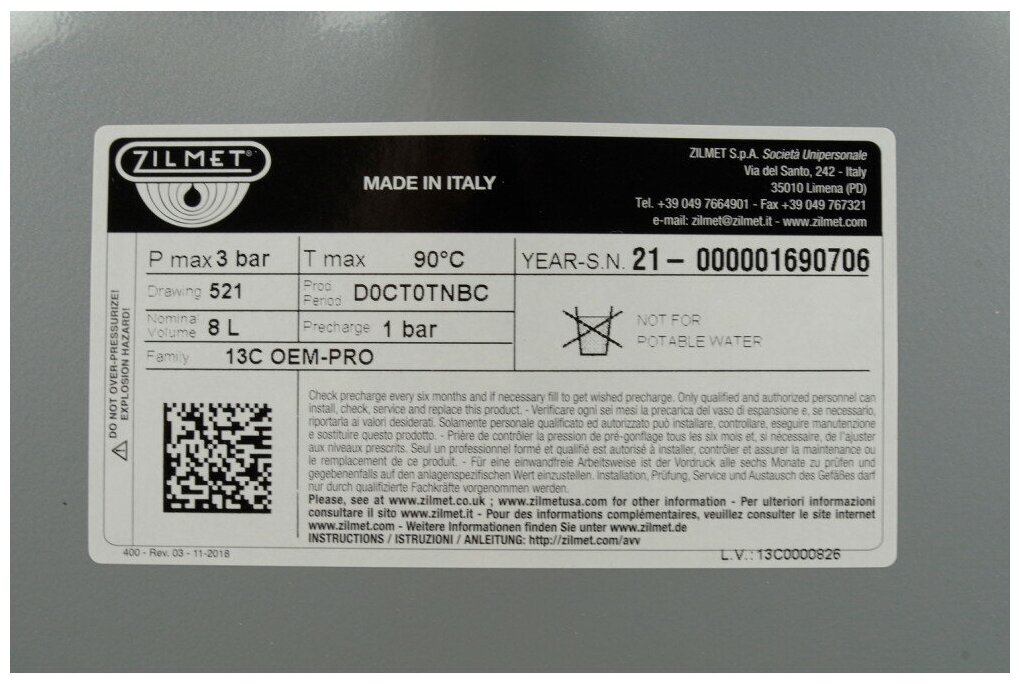 ZILMET®
MADE IN ITALY
ZILMET S.p.A. Società Unipersonale
Via del Santo, 242 - Italy
35010 Limena (PD)
Tel. +39 049 7664901 - Fax +39 049 767321
e-mail: zilmet@zilmet.it - www.zilmet.com
P max 3 bar
T max 90°C
YEAR-S.N. 21- 000001690706
Drawing 521
Prod Period D0CT0TNBC
Nominal Volume 8 L
Precharge 1 bar
Family 13C OEM-PRO
NOT FOR
POTABLE WATER
DO NOT OVER-PRESSURIZE!
EXPLOSION HAZARD!
Check precharge every six months and if necessary fill to get wished precharge. Only qualified and authorized personnel can
install, check, service and replace this product. - Verificare ogni sei mesi la precarica del vaso di espansione e, se necessario,
riportarla ai valori desiderati. Solamente personale qualificato ed autorizzato può installare, controllare, eseguire manutenzione
e sostituire questo prodotto. - Prière de contrôler la pression de pré-gonflage tous les six mois et, si nécessaire, de l'ajuster
aux niveaux prescrits. Seul un professionnel formé et qualifié est autorisé à installer, contrôler et assurer la maintenance ou
le remplacement de ce produit. - Für eine einwandfreie Arbeitsweise ist der Vordruck alle sechs Monate zu prüfen und
gegebenenfalls auf den anlagenspezifischen Wert einzustellen. Installation, Prüfung, Service und Austausch des Gefäßes darf
nur durch qualifizierte Fachkräfte vorgenommen werden.
Please, see at www.zilmet.co.uk ; www.zilmetusa.com for other information - Per ulteriori informazioni
consultare il sito www.zilmet.it - Pour des informations complémentaires, veuillez consulter le site internet
www.zilmet.com - Weitere Informationen finden Sie unter www.zilmet.de
INSTRUCTIONS / ISTRUZIONI / ANLEITUNG: http://zilmet.com/avv
400 - Rev. 03 - 11-2018
L.V.: 13C0000826